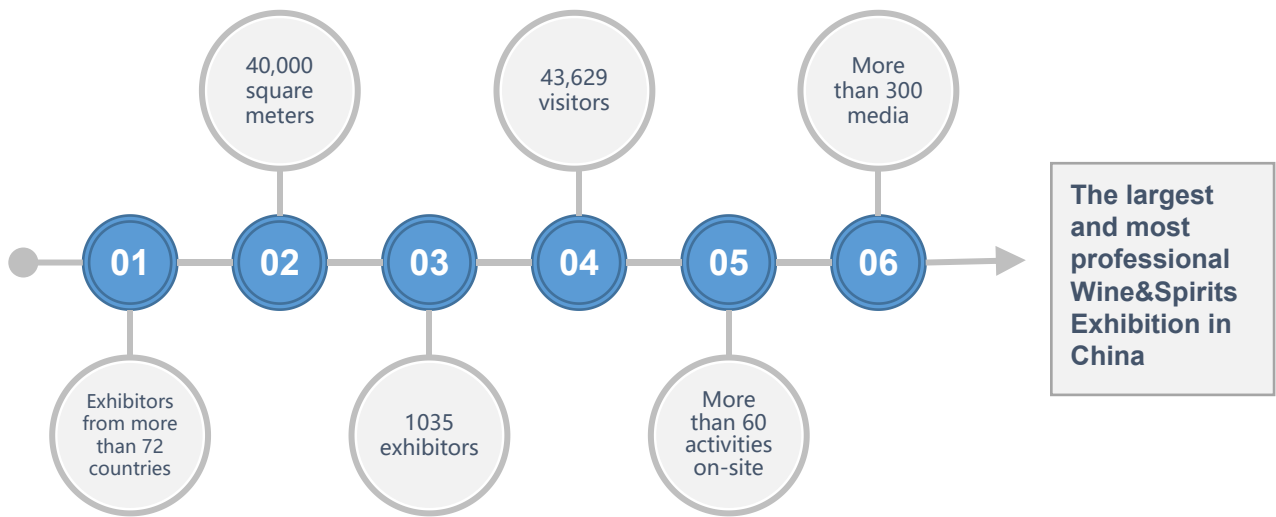 40,000
square
meters
43,629
visitors
More
than 300
media
01
02
03
04
05
06
The largest
and most
professional
Wine&Spirits
Exhibition in
China
Exhibitors
from more
than 72
countries
1035
exhibitors
More
than 60
activities
on-site